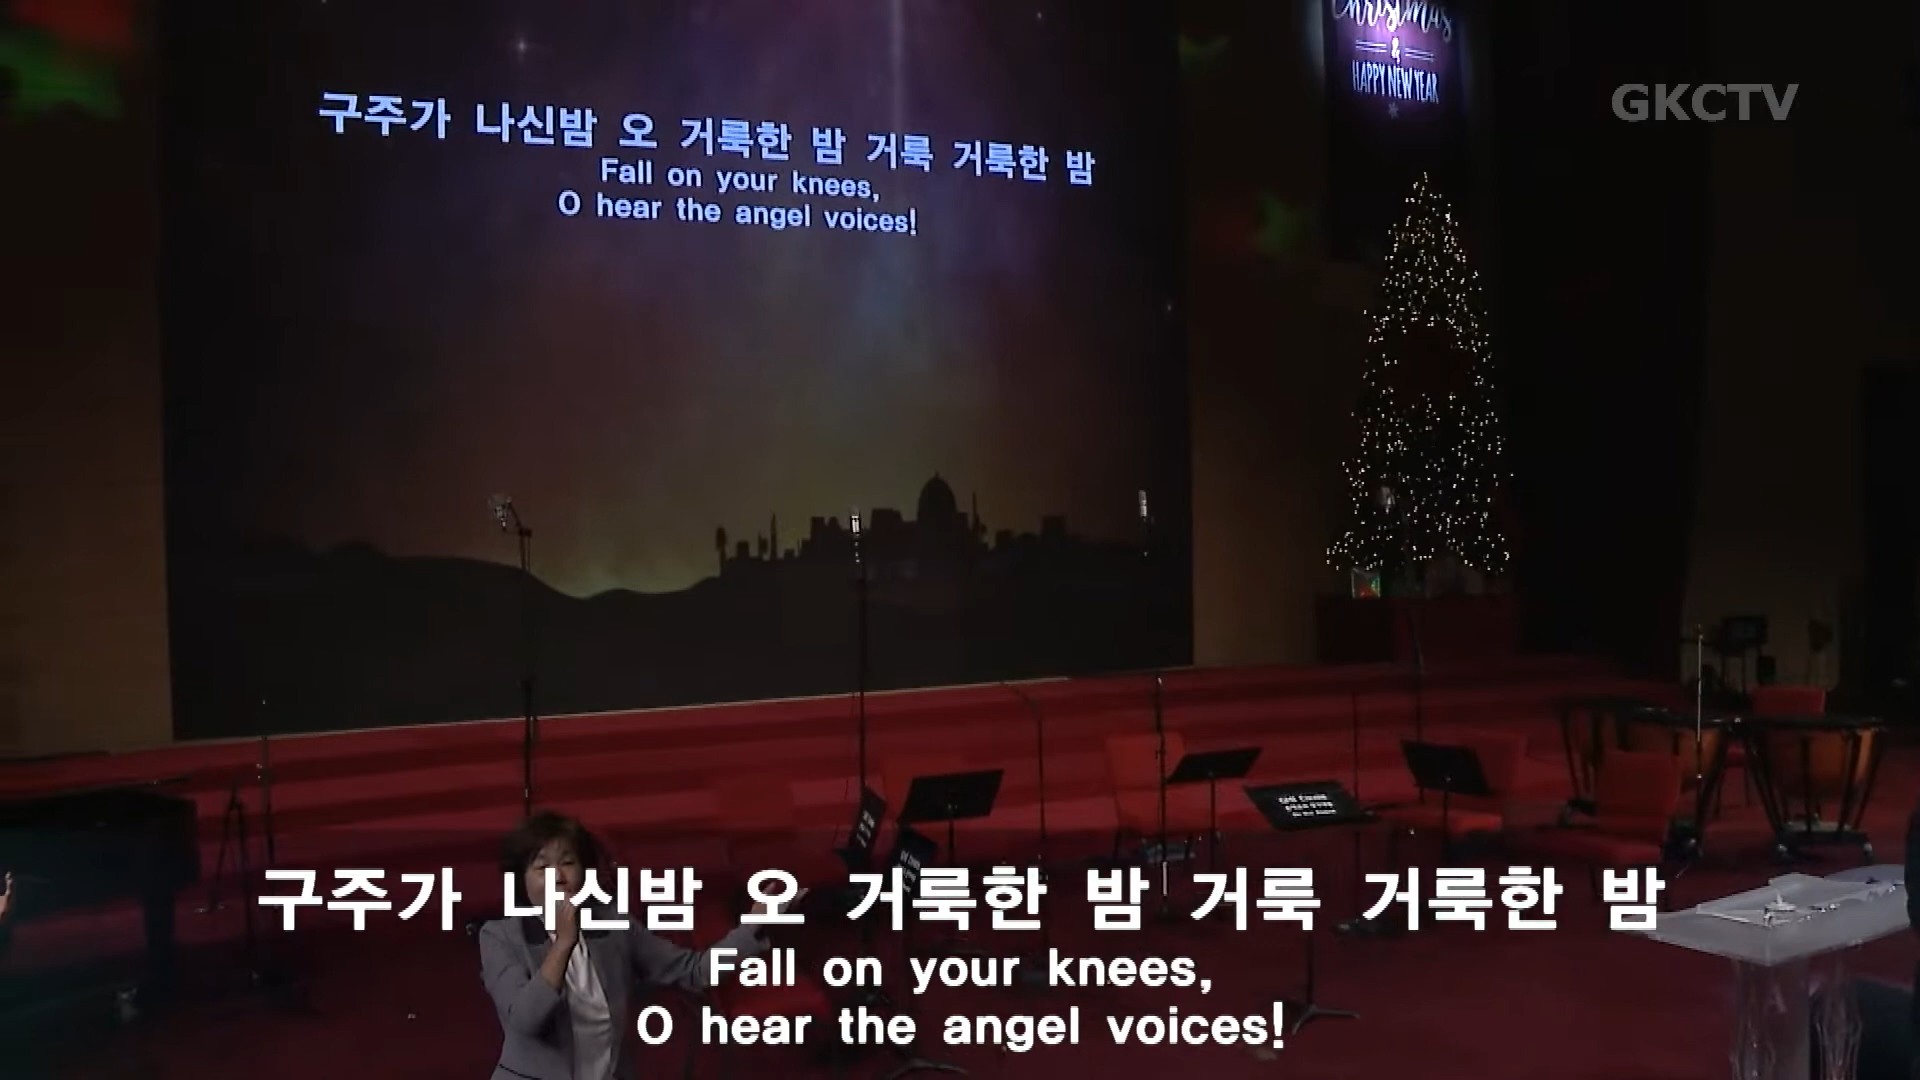 Christmas
&
HAPPY NEW YEAR
GKCTV
구주가 나신밤 오 거룩한 밤 거룩 거룩한 밤
Fall on your knees,
O hear the angel voices!
구주가 나신밤 오 거룩한 밤 거룩 거룩한 밤
Fall on your knees,
O hear the angel voices!